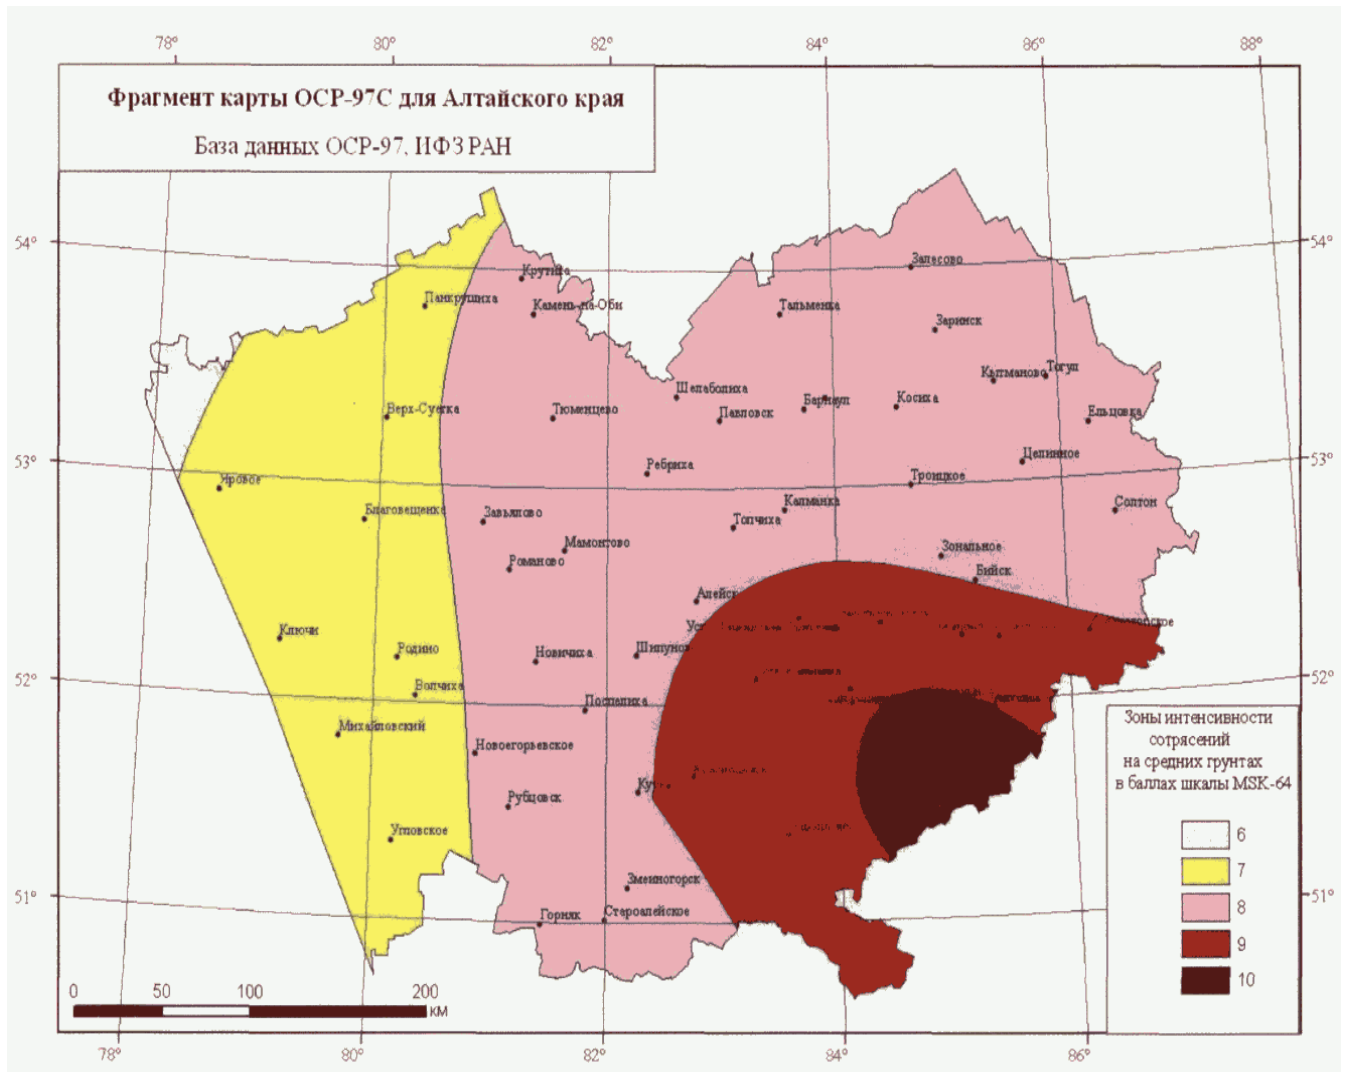 78° 80° 82° 84° 86° 88°
Фрагмент карты ОСР-97С для Алтайского края
База данных ОСР-97, ИФЗ РАН
54° 54°
Залесово
Крутиха
Панкрушиха
Камень-на-Оби
Тальменка
Заринск
Кытманово
Тогул
Шелаболиха
Верх-Суетка
Тюменцево
Павловск
Барнаул
Косиха
Ельцовка
53° 53°
Целинное
Ребриха
Троицкое
Яровое
Благовещенка
Завьялово
Калманка
Солтон
Топчиха
Мамонтово
Романово
Зональное
Бийск
Алейск
Ключи
Родино
Новичиха
Шипуново
52° 52°
Волчиха
Поспелиха
Михайловский
Новоегорьевское
Рубцовск
Угловское
Змеиногорск
51° 51°
Горняк
Староалейское
Зоны интенсивности
сотрясений
на средних грунтах
в баллах шкалы MSK-64
6
7
8
9
10
0 50 100 200
км
78° 80° 82° 84° 86°